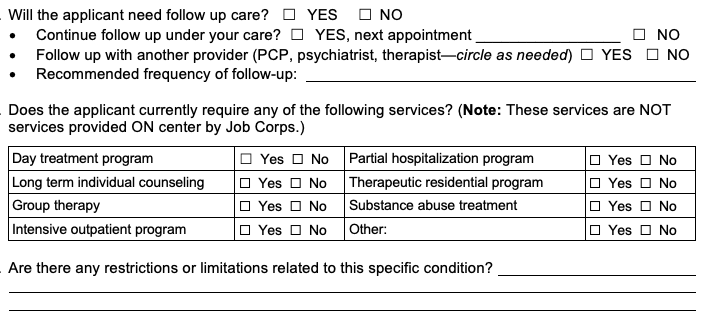 Will the applicant need follow up care? ☐ YES ☐ NO
• Continue follow up under your care? ☐ YES, next appointment ____________________ ☐ NO
• Follow up with another provider (PCP, psychiatrist, therapist—circle as needed) ☐ YES ☐ NO
• Recommended frequency of follow-up: ____________________
Does the applicant currently require any of the following services? (Note: These services are NOT
services provided ON center by Job Corps.)
Day treatment program ☐ Yes ☐ No Partial hospitalization program ☐ Yes ☐ No
Long term individual counseling ☐ Yes ☐ No Therapeutic residential program ☐ Yes ☐ No
Group therapy ☐ Yes ☐ No Substance abuse treatment ☐ Yes ☐ No
Intensive outpatient program ☐ Yes ☐ No Other: ☐ Yes ☐ No
Are there any restrictions or limitations related to this specific condition? ____________________